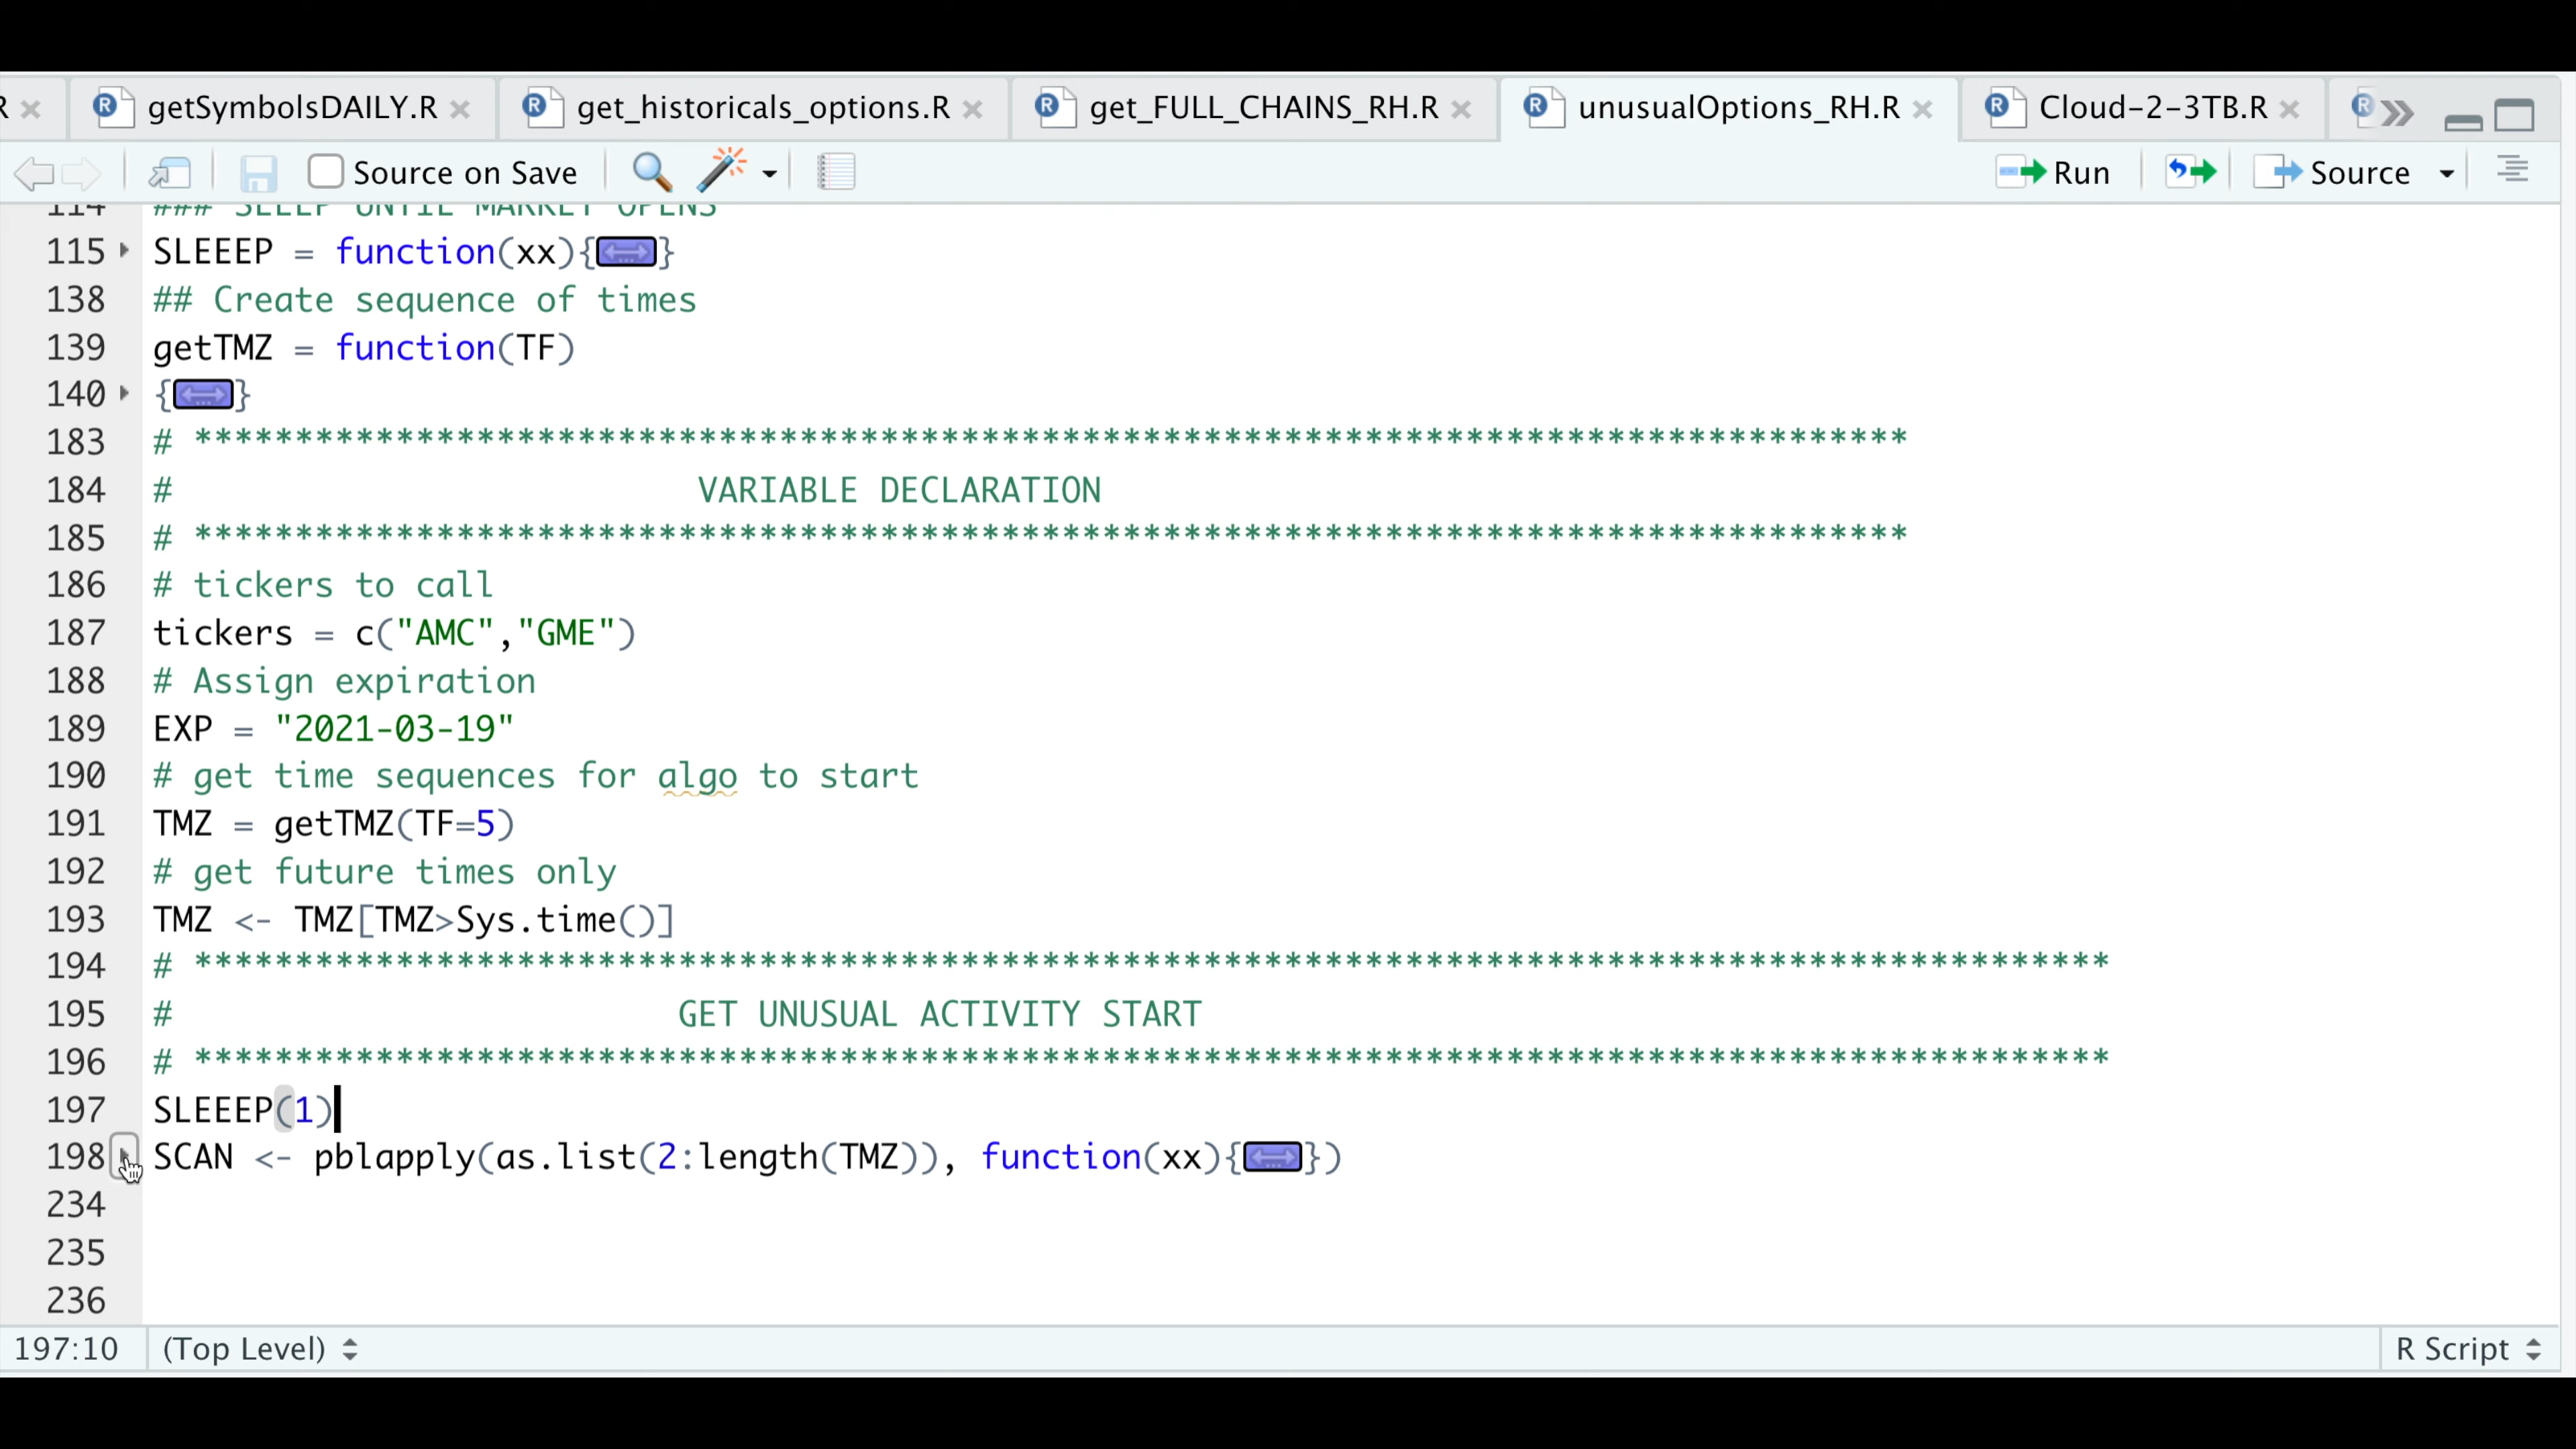 R getSymbolsDAILY.R get_historicals_options.R get_FULL_CHAINS_RH.R unusualOptions_RH.R Cloud-2-3TB.R
Source on Save Run Source
114 ### SLEEP UNTIL MARKET OPENS
115 SLEEEP = function(xx){}
138 ## Create sequence of times
139 getTMZ = function(TF)
140 {}
183 # *************************************************************************************
184 # VARIABLE DECLARATION
185 # *************************************************************************************
186 # tickers to call
187 tickers = c("AMC","GME")
188 # Assign expiration
189 EXP = "2021-03-19"
190 # get time sequences for algo to start
191 TMZ = getTMZ(TF=5)
192 # get future times only
193 TMZ <- TMZ[TMZ>Sys.time()]
194 # ***********************************************************************************************
195 # GET UNUSUAL ACTIVITY START
196 # ***********************************************************************************************
197 SLEEEP(1)
198 SCAN <- pblapply(as.list(2:length(TMZ)), function(xx){})
234
235
236
197:10 (Top Level) R Script